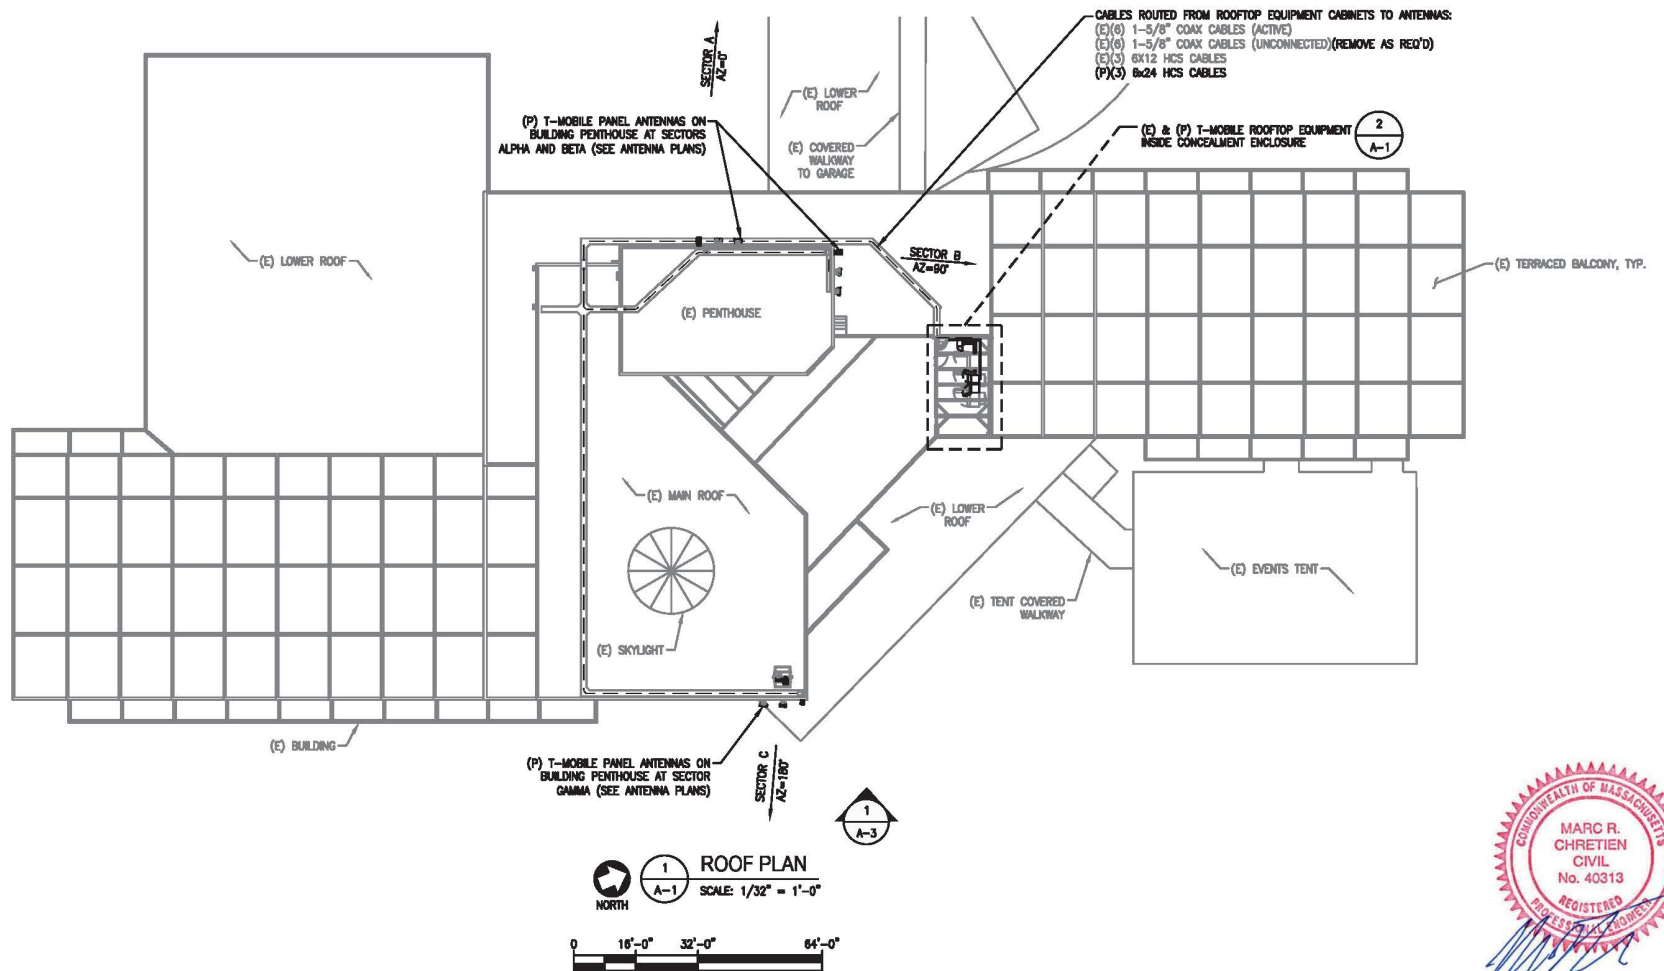 CABLES ROUTED FROM ROOFTOP EQUIPMENT CABINETS TO ANTENNAS:
(E)(6) 1-5/8" COAX CABLES (ACTIVE)
(E)(6) 1-5/8" COAX CABLES (UNCONNECTED)(REMOVE AS REQ'D)
(E)(3) 6X12 HCS CABLES
(P)(3) 6x24 HCS CABLES
SECTOR A
AZ=0°
(E) LOWER
ROOF
(P) T-MOBILE PANEL ANTENNAS ON
BUILDING PENTHOUSE AT SECTORS
ALPHA AND BETA (SEE ANTENNA PLANS)
(E) COVERED
WALKWAY
TO GARAGE
(E) & (P) T-MOBILE ROOFTOP EQUIPMENT
INSIDE CONCEALMENT ENCLOSURE
2
A-1
(E) LOWER ROOF
SECTOR B
AZ=90°
(E) TERRACED BALCONY, TYP.
(E) PENTHOUSE
(E) MAIN ROOF
(E) LOWER
ROOF
(E) EVENTS TENT
(E) TENT COVERED
WALKWAY
(E) SKYLIGHT
(E) BUILDING
(P) T-MOBILE PANEL ANTENNAS ON
BUILDING PENTHOUSE AT SECTOR
GAMMA (SEE ANTENNA PLANS)
SECTOR C
AZ=180°
1
A-3
NORTH
1
A-1
ROOF PLAN
SCALE: 1/32" = 1'-0"
0 16'-0" 32'-0" 64'-0"
COMMONWEALTH OF MASSACHUSETTS
MARC R.
CHRETIEN
CIVIL
No. 40313
REGISTERED
PROFESSIONAL ENGINEER